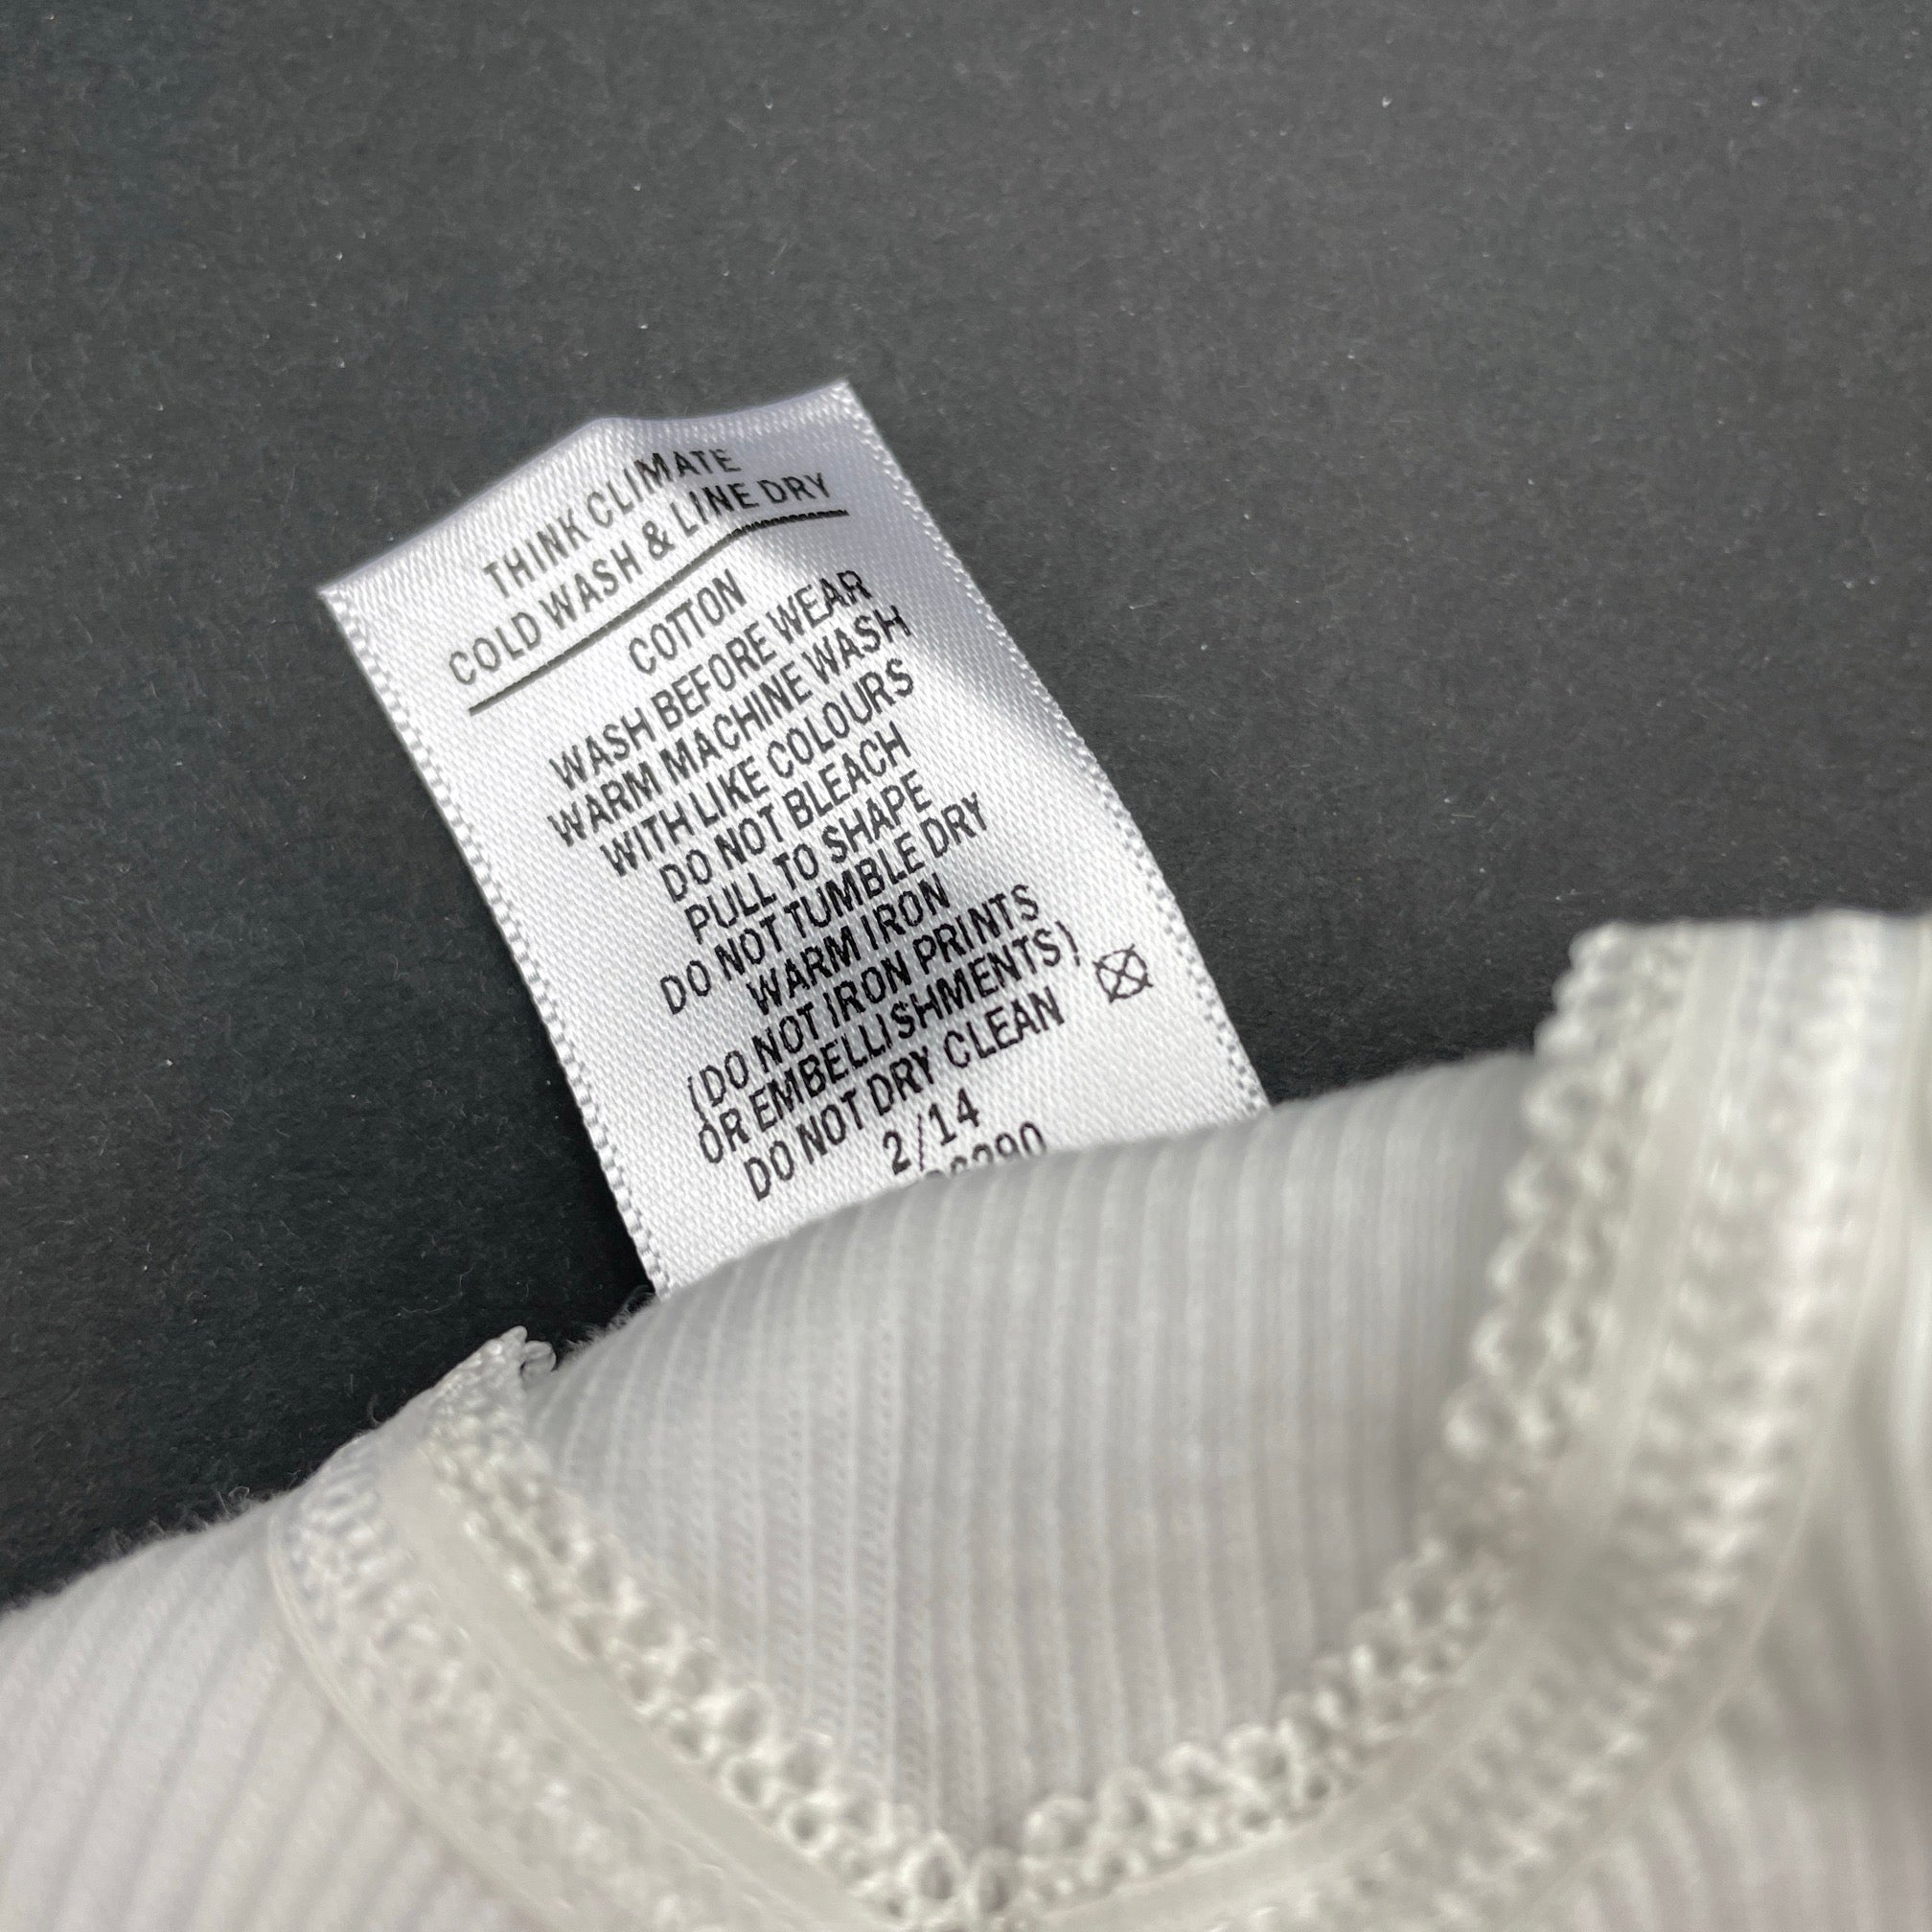 THINK CLIMATE
COLD WASH & LINE DRY
COTTON
WASH BEFORE WEAR
WARM MACHINE WASH
WITH LIKE COLOURS
DO NOT BLEACH
PULL TO SHAPE
DO NOT TUMBLE DRY
WARM IRON
(DO NOT IRON PRINTS
OR EMBELLISHMENTS)
DO NOT DRY CLEAN
2/14